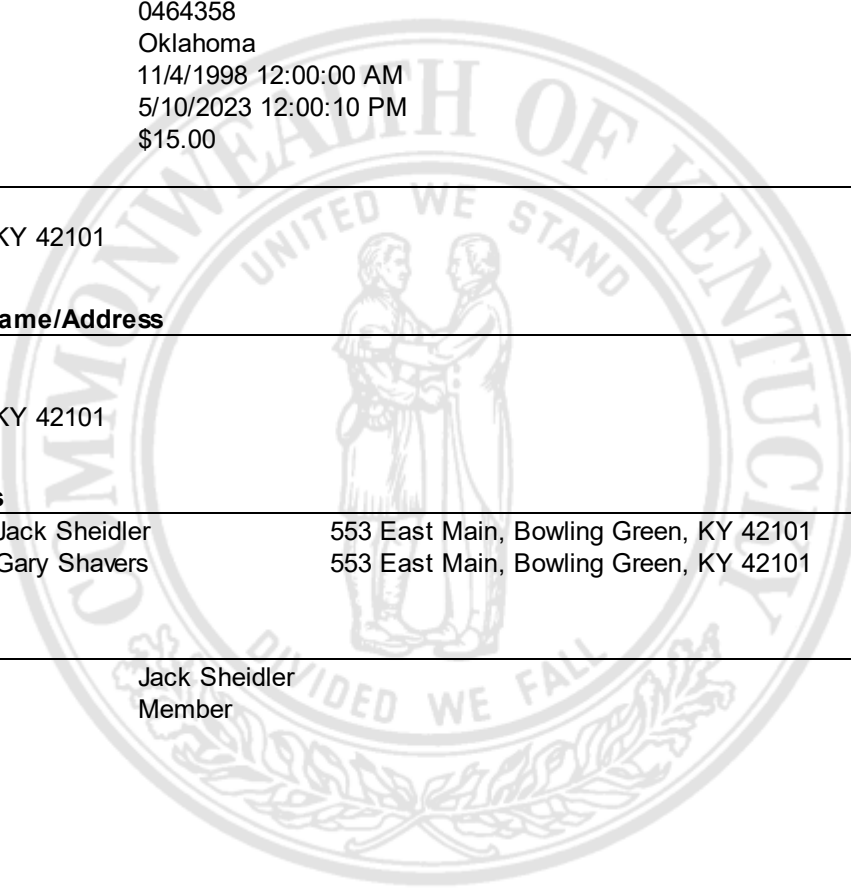 0464358
Oklahoma
11/4/1998 12:00:00 AM
5/10/2023 12:00:10 PM
$15.00
KY 42101
ame/Address
KY 42101
s
Jack Sheidler 553 East Main, Bowling Green, KY 42101
Gary Shavers 553 East Main, Bowling Green, KY 42101
Jack Sheidler
Member
COMMONWEALTH OF KENTUCKY
UNITED WE STAND
DIVIDED WE FALL